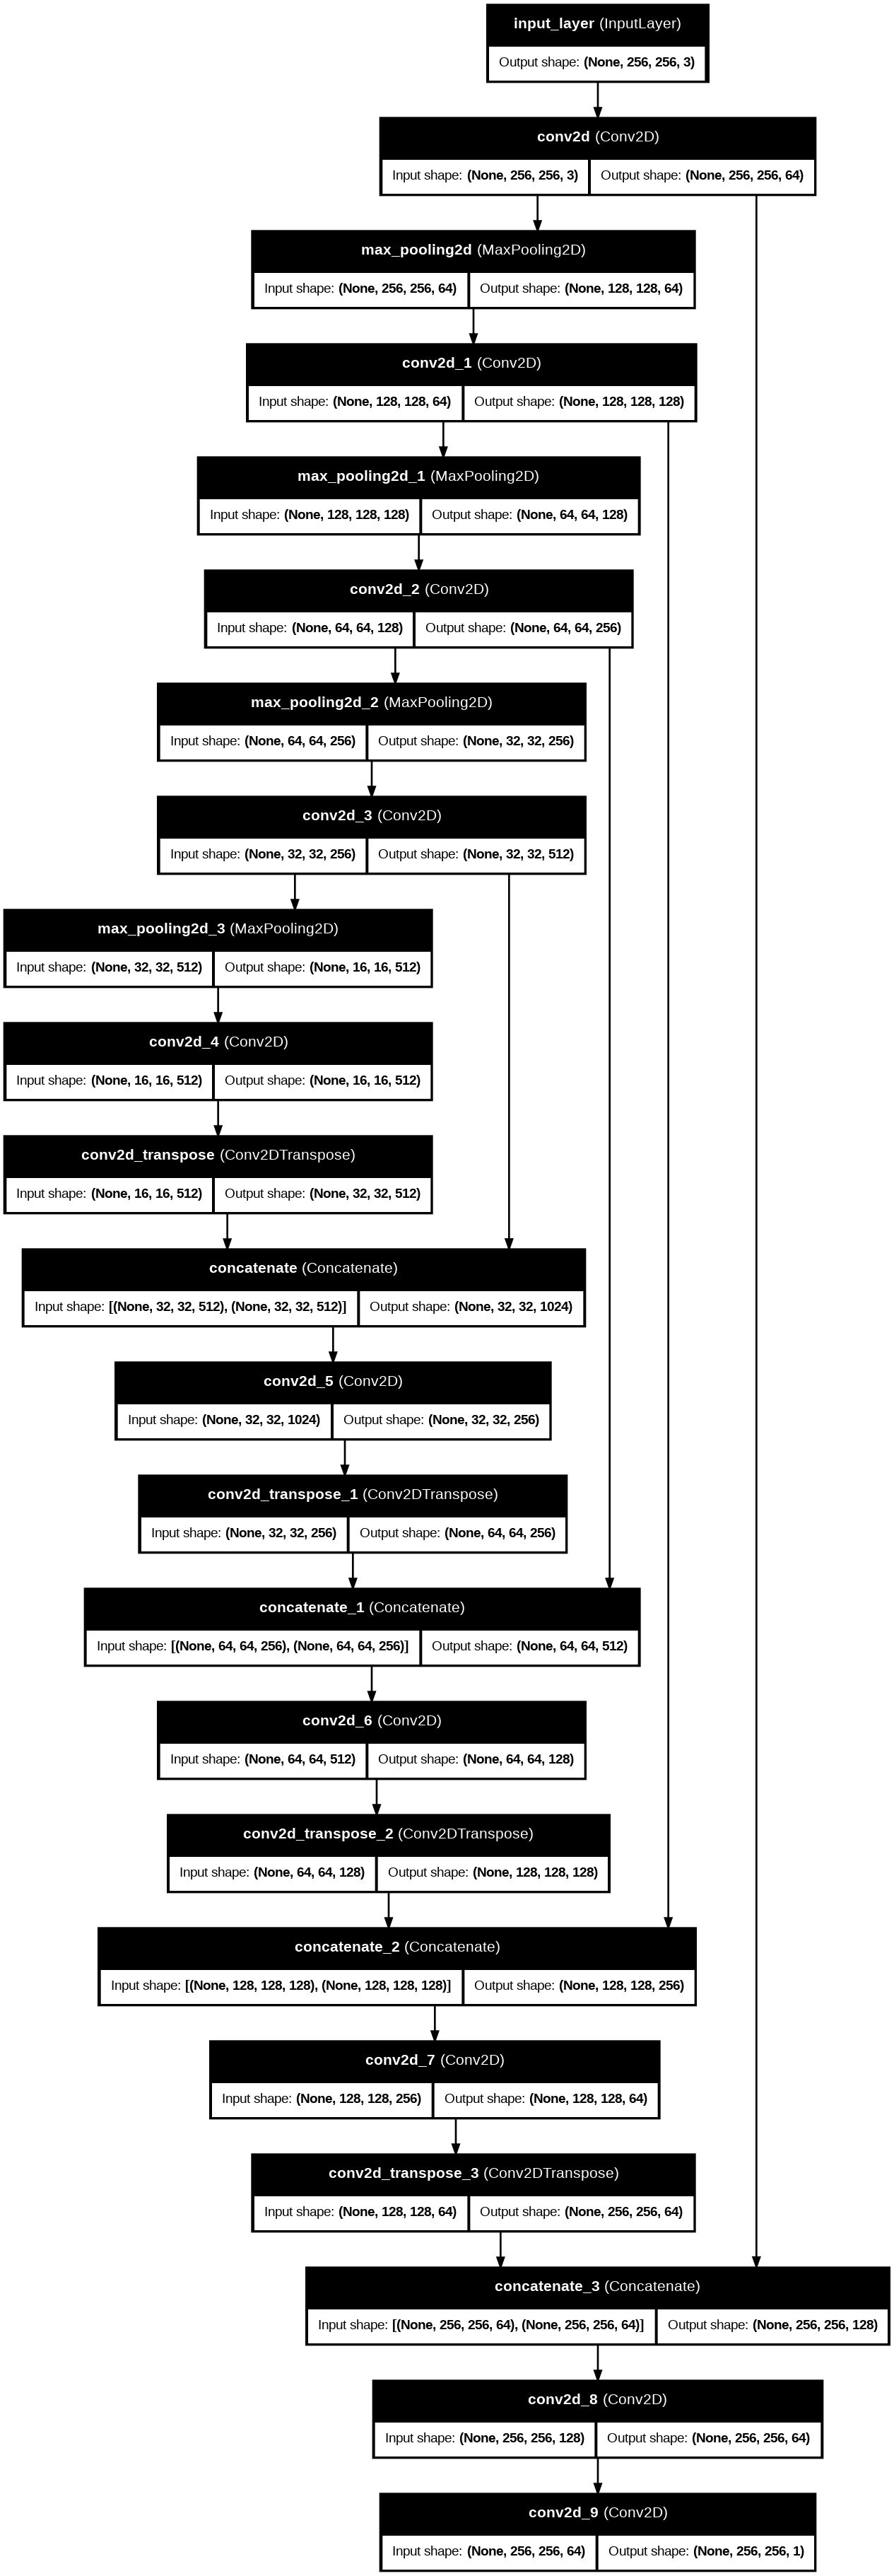 input_layer (InputLayer)
Output shape: (None, 256, 256, 3)
conv2d (Conv2D)
Input shape: (None, 256, 256, 3) Output shape: (None, 256, 256, 64)
max_pooling2d (MaxPooling2D)
Input shape: (None, 256, 256, 64) Output shape: (None, 128, 128, 64)
conv2d_1 (Conv2D)
Input shape: (None, 128, 128, 64) Output shape: (None, 128, 128, 128)
max_pooling2d_1 (MaxPooling2D)
Input shape: (None, 128, 128, 128) Output shape: (None, 64, 64, 128)
conv2d_2 (Conv2D)
Input shape: (None, 64, 64, 128) Output shape: (None, 64, 64, 256)
max_pooling2d_2 (MaxPooling2D)
Input shape: (None, 64, 64, 256) Output shape: (None, 32, 32, 256)
conv2d_3 (Conv2D)
Input shape: (None, 32, 32, 256) Output shape: (None, 32, 32, 512)
max_pooling2d_3 (MaxPooling2D)
Input shape: (None, 32, 32, 512) Output shape: (None, 16, 16, 512)
conv2d_4 (Conv2D)
Input shape: (None, 16, 16, 512) Output shape: (None, 16, 16, 512)
conv2d_transpose (Conv2DTranspose)
Input shape: (None, 16, 16, 512) Output shape: (None, 32, 32, 512)
concatenate (Concatenate)
Input shape: [(None, 32, 32, 512), (None, 32, 32, 512)] Output shape: (None, 32, 32, 1024)
conv2d_5 (Conv2D)
Input shape: (None, 32, 32, 1024) Output shape: (None, 32, 32, 256)
conv2d_transpose_1 (Conv2DTranspose)
Input shape: (None, 32, 32, 256) Output shape: (None, 64, 64, 256)
concatenate_1 (Concatenate)
Input shape: [(None, 64, 64, 256), (None, 64, 64, 256)] Output shape: (None, 64, 64, 512)
conv2d_6 (Conv2D)
Input shape: (None, 64, 64, 512) Output shape: (None, 64, 64, 128)
conv2d_transpose_2 (Conv2DTranspose)
Input shape: (None, 64, 64, 128) Output shape: (None, 128, 128, 128)
concatenate_2 (Concatenate)
Input shape: [(None, 128, 128, 128), (None, 128, 128, 128)] Output shape: (None, 128, 128, 256)
conv2d_7 (Conv2D)
Input shape: (None, 128, 128, 256) Output shape: (None, 128, 128, 64)
conv2d_transpose_3 (Conv2DTranspose)
Input shape: (None, 128, 128, 64) Output shape: (None, 256, 256, 64)
concatenate_3 (Concatenate)
Input shape: [(None, 256, 256, 64), (None, 256, 256, 64)] Output shape: (None, 256, 256, 128)
conv2d_8 (Conv2D)
Input shape: (None, 256, 256, 128) Output shape: (None, 256, 256, 64)
conv2d_9 (Conv2D)
Input shape: (None, 256, 256, 64) Output shape: (None, 256, 256, 1)